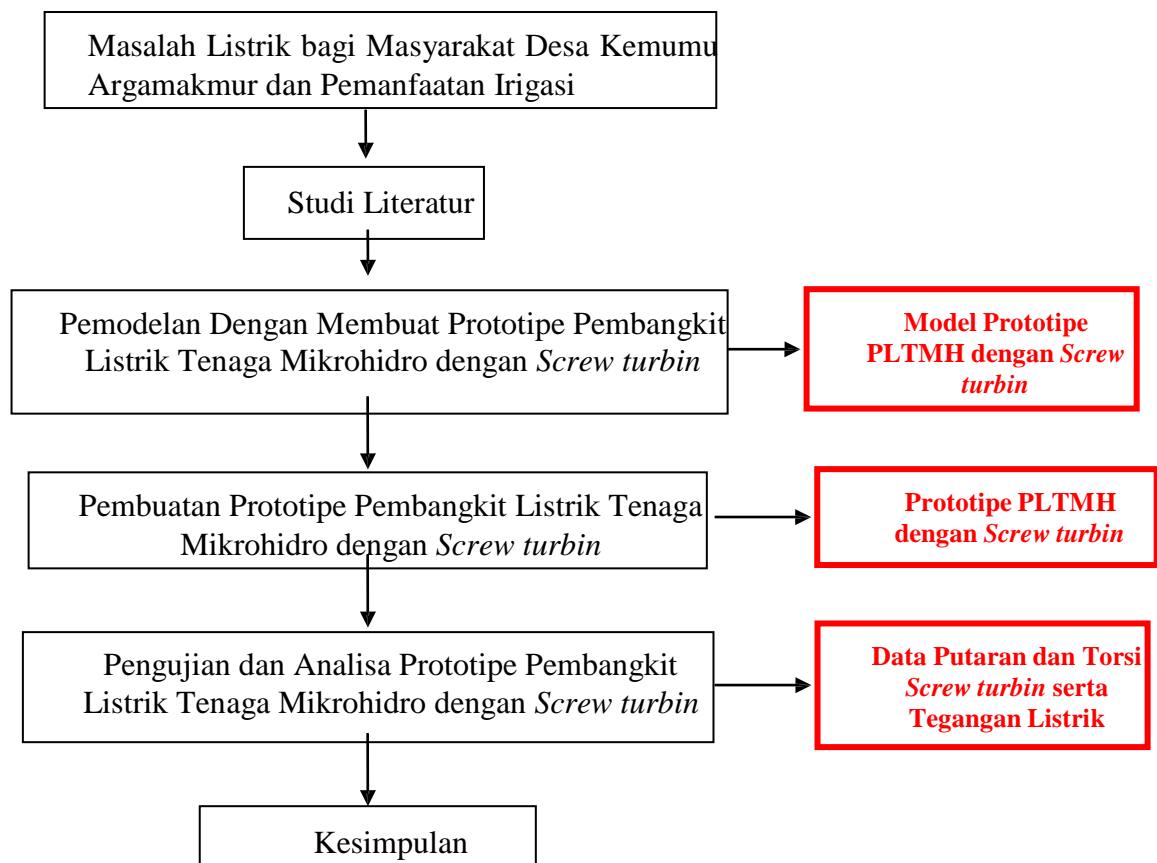 Masalah Listrik bagi Masyarakat Desa Kemumu
Argamakmur dan Pemanfaatan Irigasi
Studi Literatur
Pemodelan Dengan Membuat Prototipe Pembangkit
Listrik Tenaga Mikrohidro dengan Screw turbin
Model Prototipe
PLTMH dengan Screw
turbin
Pembuatan Prototipe Pembangkit Listrik Tenaga
Mikrohidro dengan Screw turbin
Prototipe PLTMH
dengan Screw turbin
Pengujian dan Analisa Prototipe Pembangkit
Listrik Tenaga Mikrohidro dengan Screw turbin
Data Putaran dan Torsi
Screw turbin serta
Tegangan Listrik
Kesimpulan